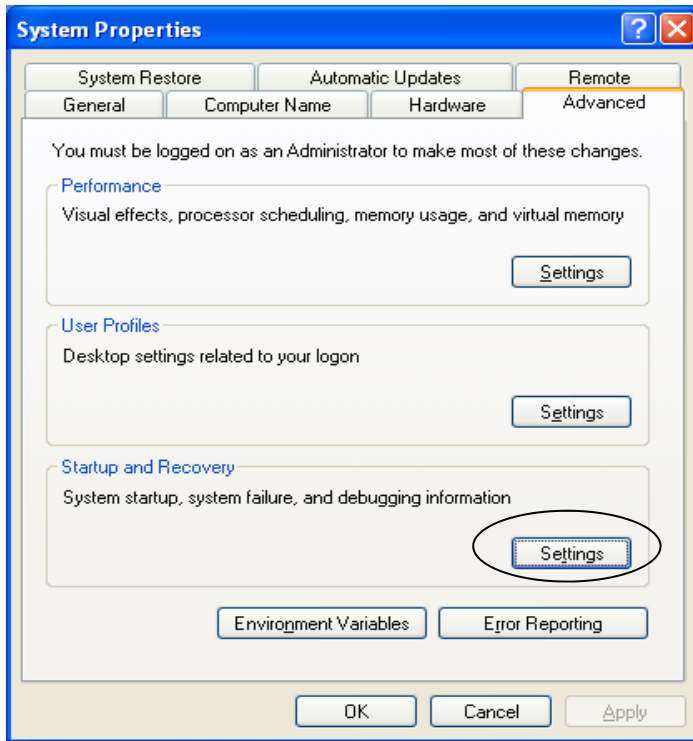 System Properties
System Restore Automatic Updates Remote
General Computer Name Hardware Advanced
You must be logged on as an Administrator to make most of these changes.
Performance
Visual effects, processor scheduling, memory usage, and virtual memory
Settings
User Profiles
Desktop settings related to your logon
Settings
Startup and Recovery
System startup, system failure, and debugging information
Settings
Environment Variables Error Reporting
OK Cancel Apply